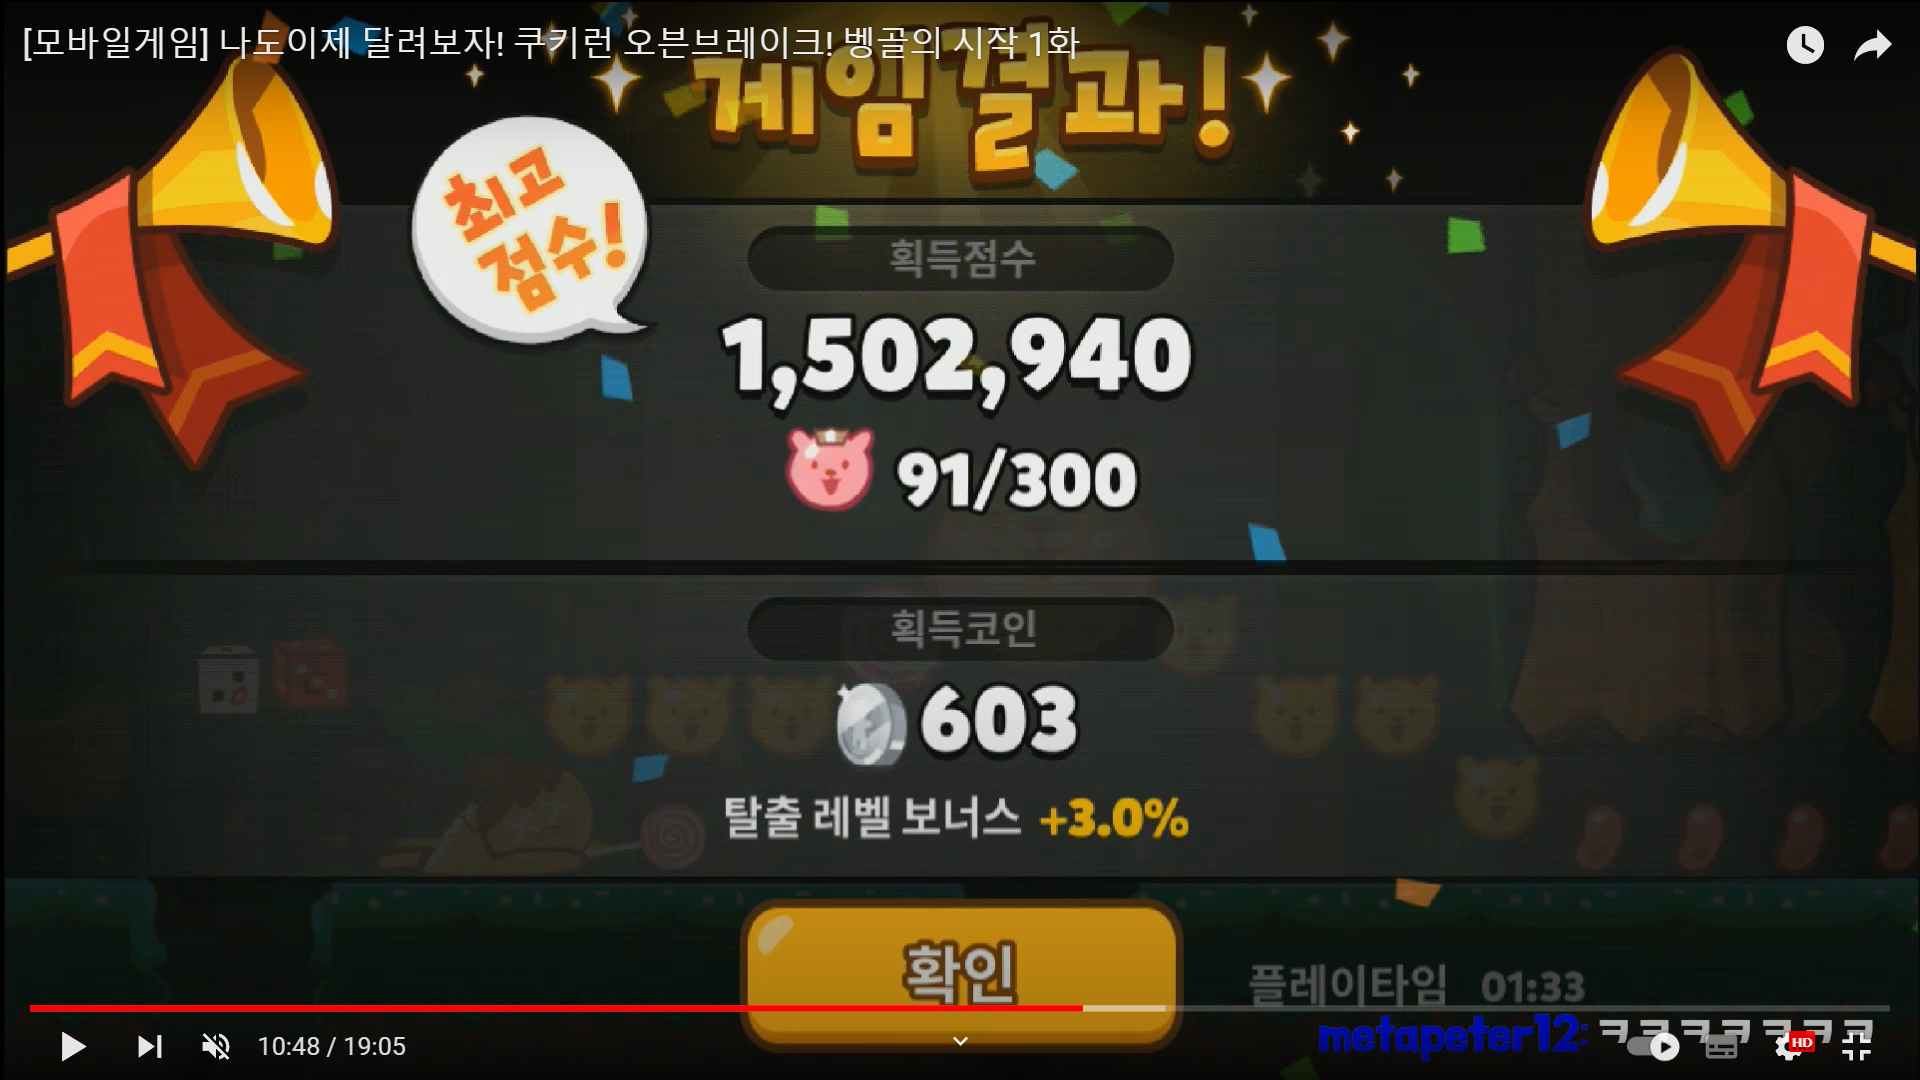 [모바일게임] 나도이제 달려보자! 쿠키런 오븐브레이크! 벵골의 시작 1화
게임결과!
최고
점수!
획득점수
1,502,940
91/300
획득코인
603
탈출 레벨 보너스 +3.0%
확인
플레이타임 01:33
metapeter12: ㅋㅋㅋㅋㅋㅋㅋ
10:48 / 19:05
HD